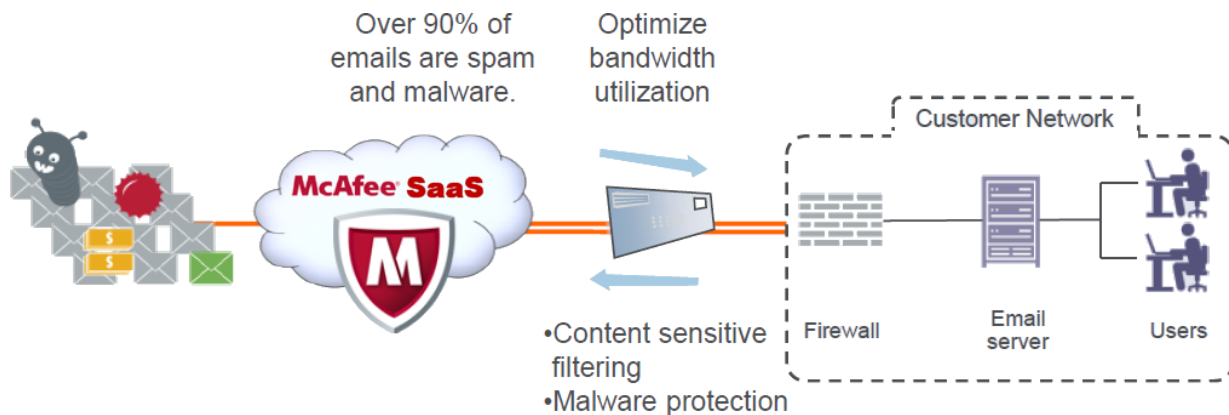 Over 90% of
emails are spam
and malware.
Optimize
bandwidth
utilization
Customer Network
McAfee® SaaS
$
$
•Content sensitive
filtering
•Malware protection
Firewall
Email
server
Users